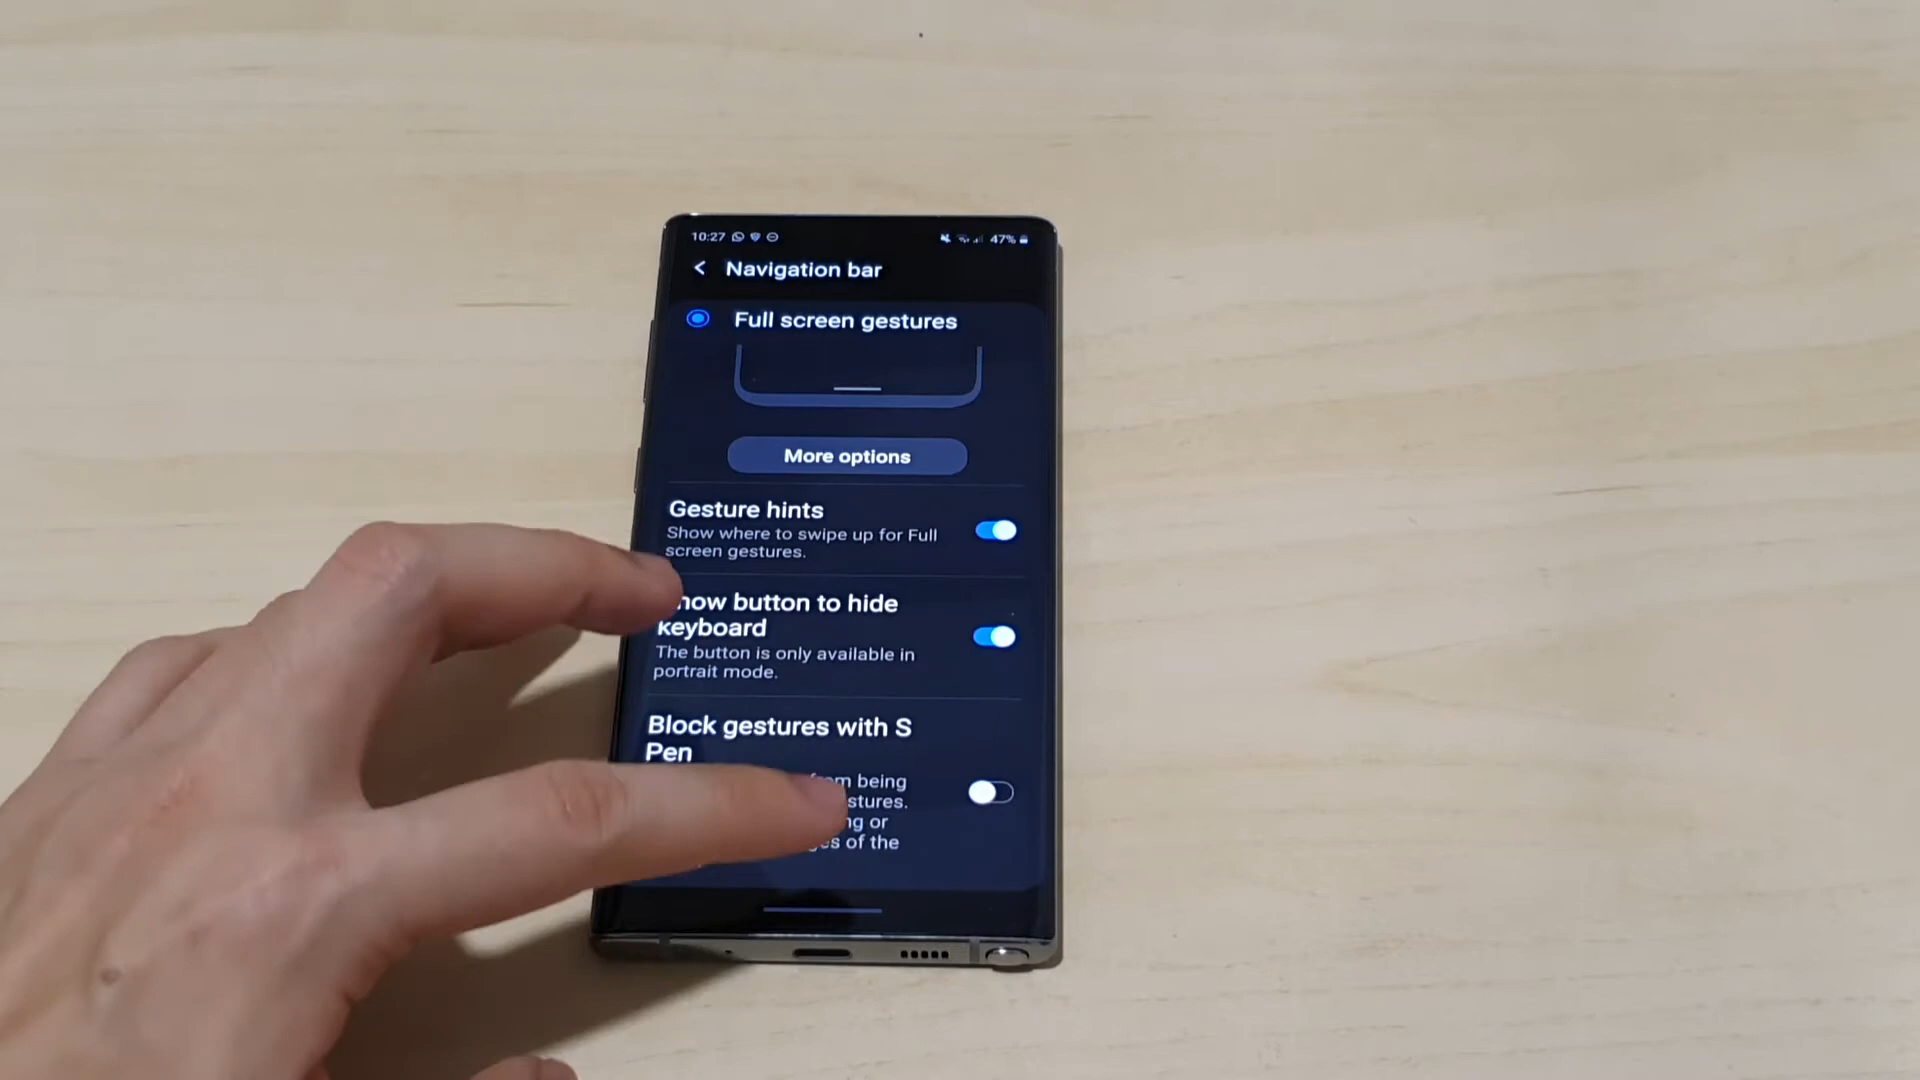 10:27
47%
Navigation bar
Full screen gestures
More options
Gesture hints
Show where to swipe up for Full
screen gestures.
how button to hide
keyboard
The button is only available in
portrait mode.
Block gestures with S
Pen
being
stures.
or
of the